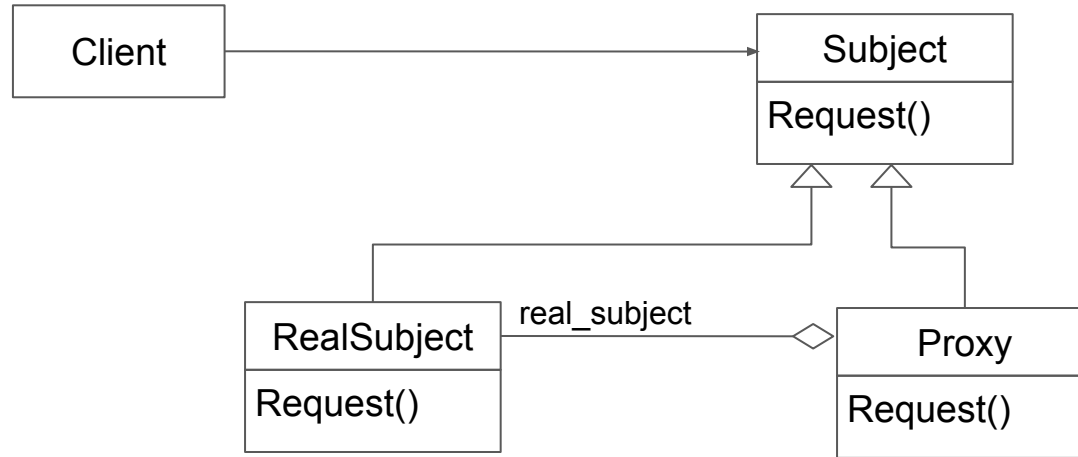 Client
Subject
Request()
real_subject
RealSubject
Request()
Proxy
Request()